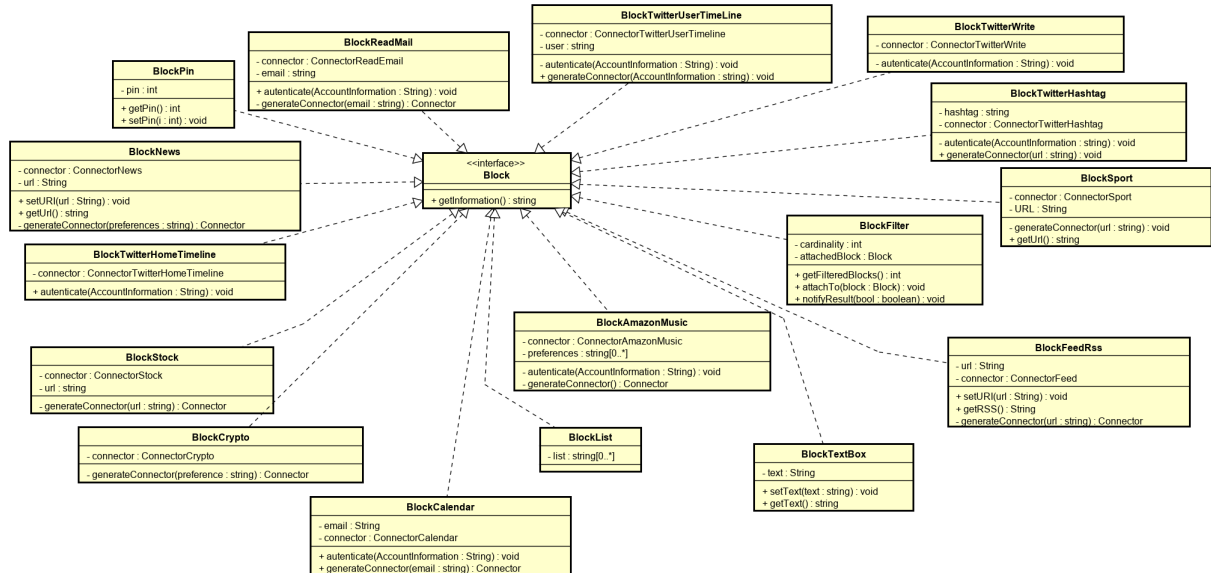 BlockTwitterUserTimeLine
- connector : ConnectorTwitterUserTimeline
- user : string
- autenticate(AccountInformation : String) : void
+ generateConnector(AccountInformation : string) : void
BlockTwitterWrite
- connector : ConnectorTwitterWrite
- autenticate(AccountInformation : String) : void
BlockReadMail
- connector : ConnectorReadEmail
- email : string
+ autenticate(AccountInformation : String) : void
- generateConnector(email : string) : Connector
BlockPin
- pin : int
+ getPin() : int
+ setPin(i : int) : void
BlockTwitterHashtag
- hashtag : string
- connector : ConnectorTwitterHashtag
- autenticate(AccountInformation : string) : void
+ generateConnector(url : string) : void
BlockNews
- connector : ConnectorNews
- url : String
+ setURI(url : String) : void
+ getUrl() : string
- generateConnector(preferences : string) : Connector
<<interface>>
Block
+ getInformation() : string
BlockSport
- connector : ConnectorSport
- URL : String
- generateConnector(url : string) : void
+ getUrl() : string
BlockFilter
- cardinality : int
- attachedBlock : Block
+ getFilteredBlocks() : int
+ attachTo(block : Block) : void
+ notifyResult(bool : boolean) : void
BlockTwitterHomeTimeline
- connector : ConnectorTwitterHomeTimeline
+ autenticate(AccountInformation : String) : void
BlockAmazonMusic
- connector : ConnectorAmazonMusic
- preferences : string[0..*]
- autenticate(AccountInformation : String) : void
- generateConnector() : Connector
BlockStock
- connector : ConnectorStock
- url : string
- generateConnector(url : string) : Connector
BlockFeedRss
- url : String
- connector : ConnectorFeed
+ setURI(url : String) : void
+ getRSS() : String
- generateConnector(url : string) : Connector
BlockCrypto
- connector : ConnectorCrypto
- generateConnector(preference : string) : Connector
BlockList
- list : string[0..*]
BlockTextBox
- text : String
+ setText(text : string) : void
+ getText() : string
BlockCalendar
- email : String
- connector : ConnectorCalendar
+ autenticate(AccountInformation : String) : void
+ generateConnector(email : string) : Connector